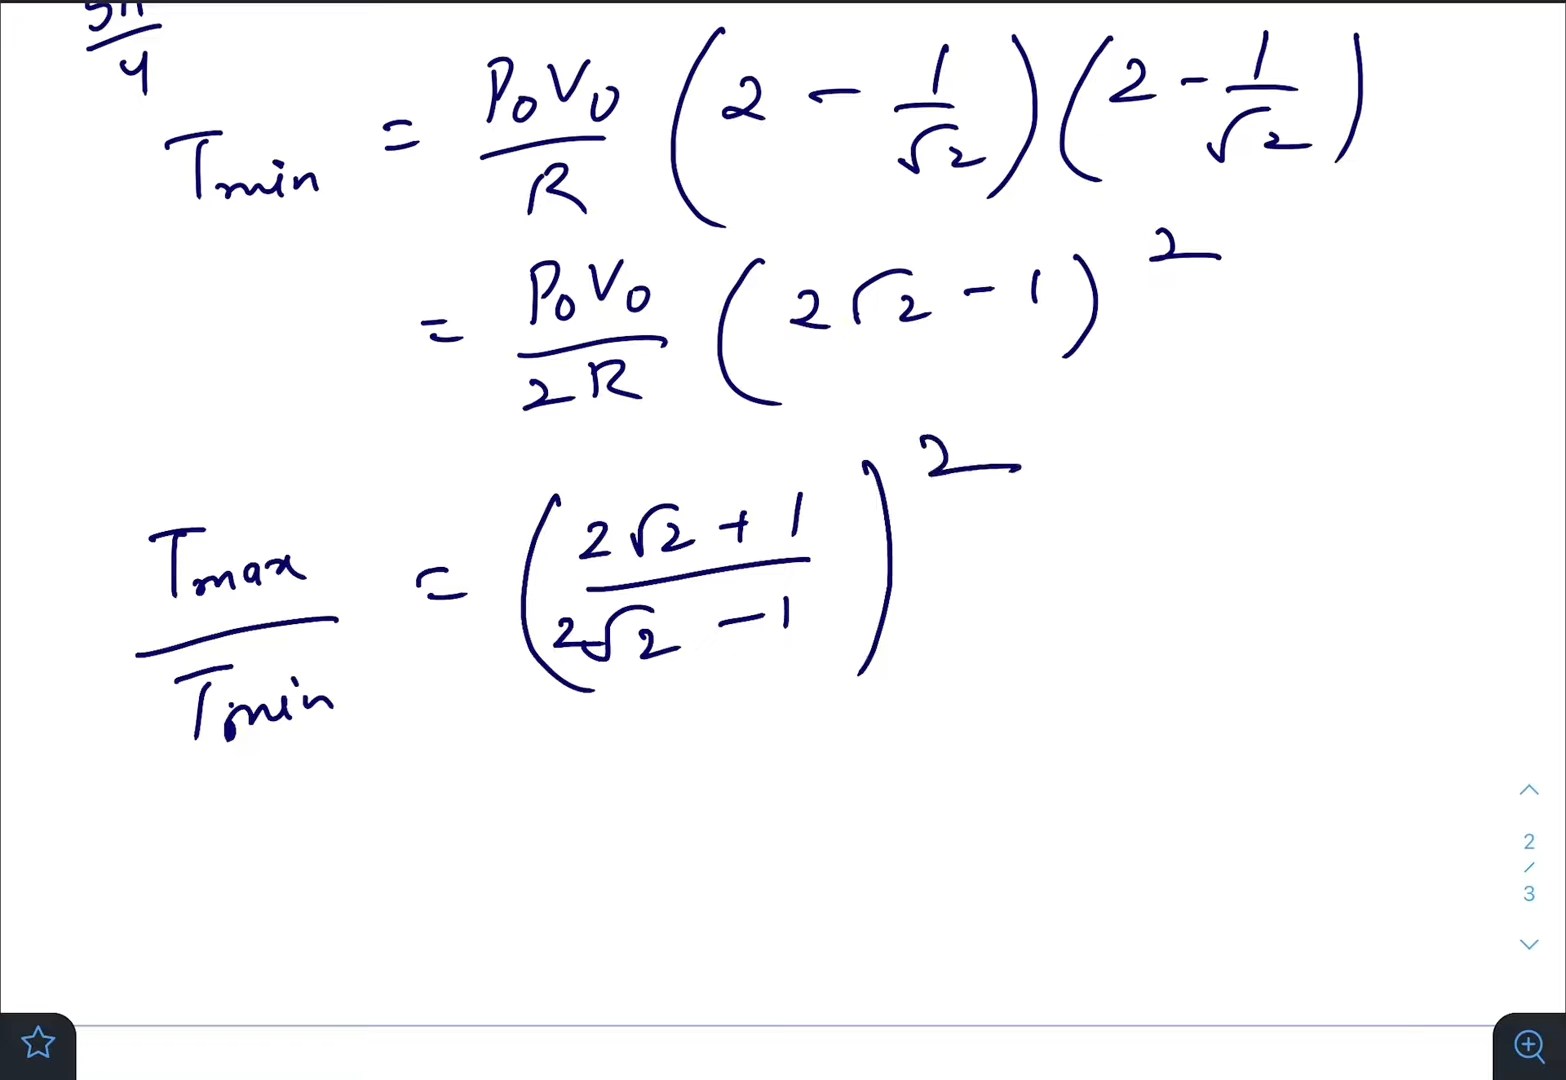 5π/4
Tmin = P₀V₀/R (2 - 1/√2)(2 - 1/√2)
= P₀V₀/2R (2√2 - 1)²
Tmax/Tmin = (2√2 + 1/2√2 - 1)²
2
/
3